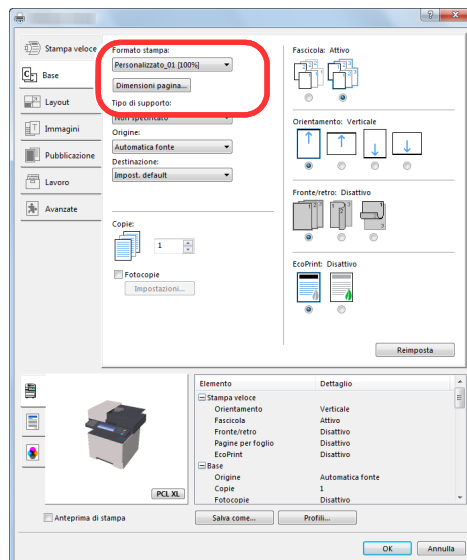 Stampa veloce
Base
Layout
Immagini
Pubblicazione
Lavoro
Avanzate
Formato stampa:
Personalizzato_01 [100%]
Dimensioni pagina...
Tipo di supporto:
Non specificato
Origine:
Automatica fonte
Destinazione:
Impost. default
Copie:
1
Fotocopie
Impostazioni...
Fascicola: Attivo
Orientamento: Verticale
Fronte/retro: Disattivo
EcoPrint: Disattivo
Reimposta
PCL XL
Anteprima di stampa
Elemento Dettaglio
Stampa veloce
Orientamento Verticale
Fascicola Attivo
Fronte/retro Disattivo
Pagine per foglio Disattivo
EcoPrint Disattivo
Base
Origine Automatica fonte
Copie 1
Fotocopie Disattivo
Salva come... Profili...
OK Annulla